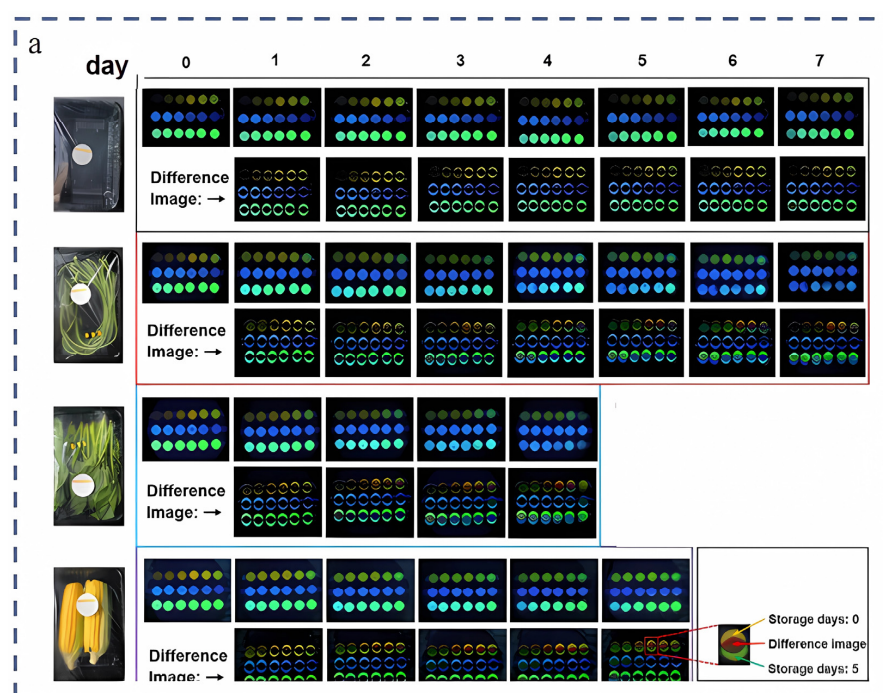 a
day 0 1 2 3 4 5 6 7
Difference
Image: →
Difference
Image: →
Difference
Image: →
Difference
Image: →
Storage days: 0
Difference image
Storage days: 5